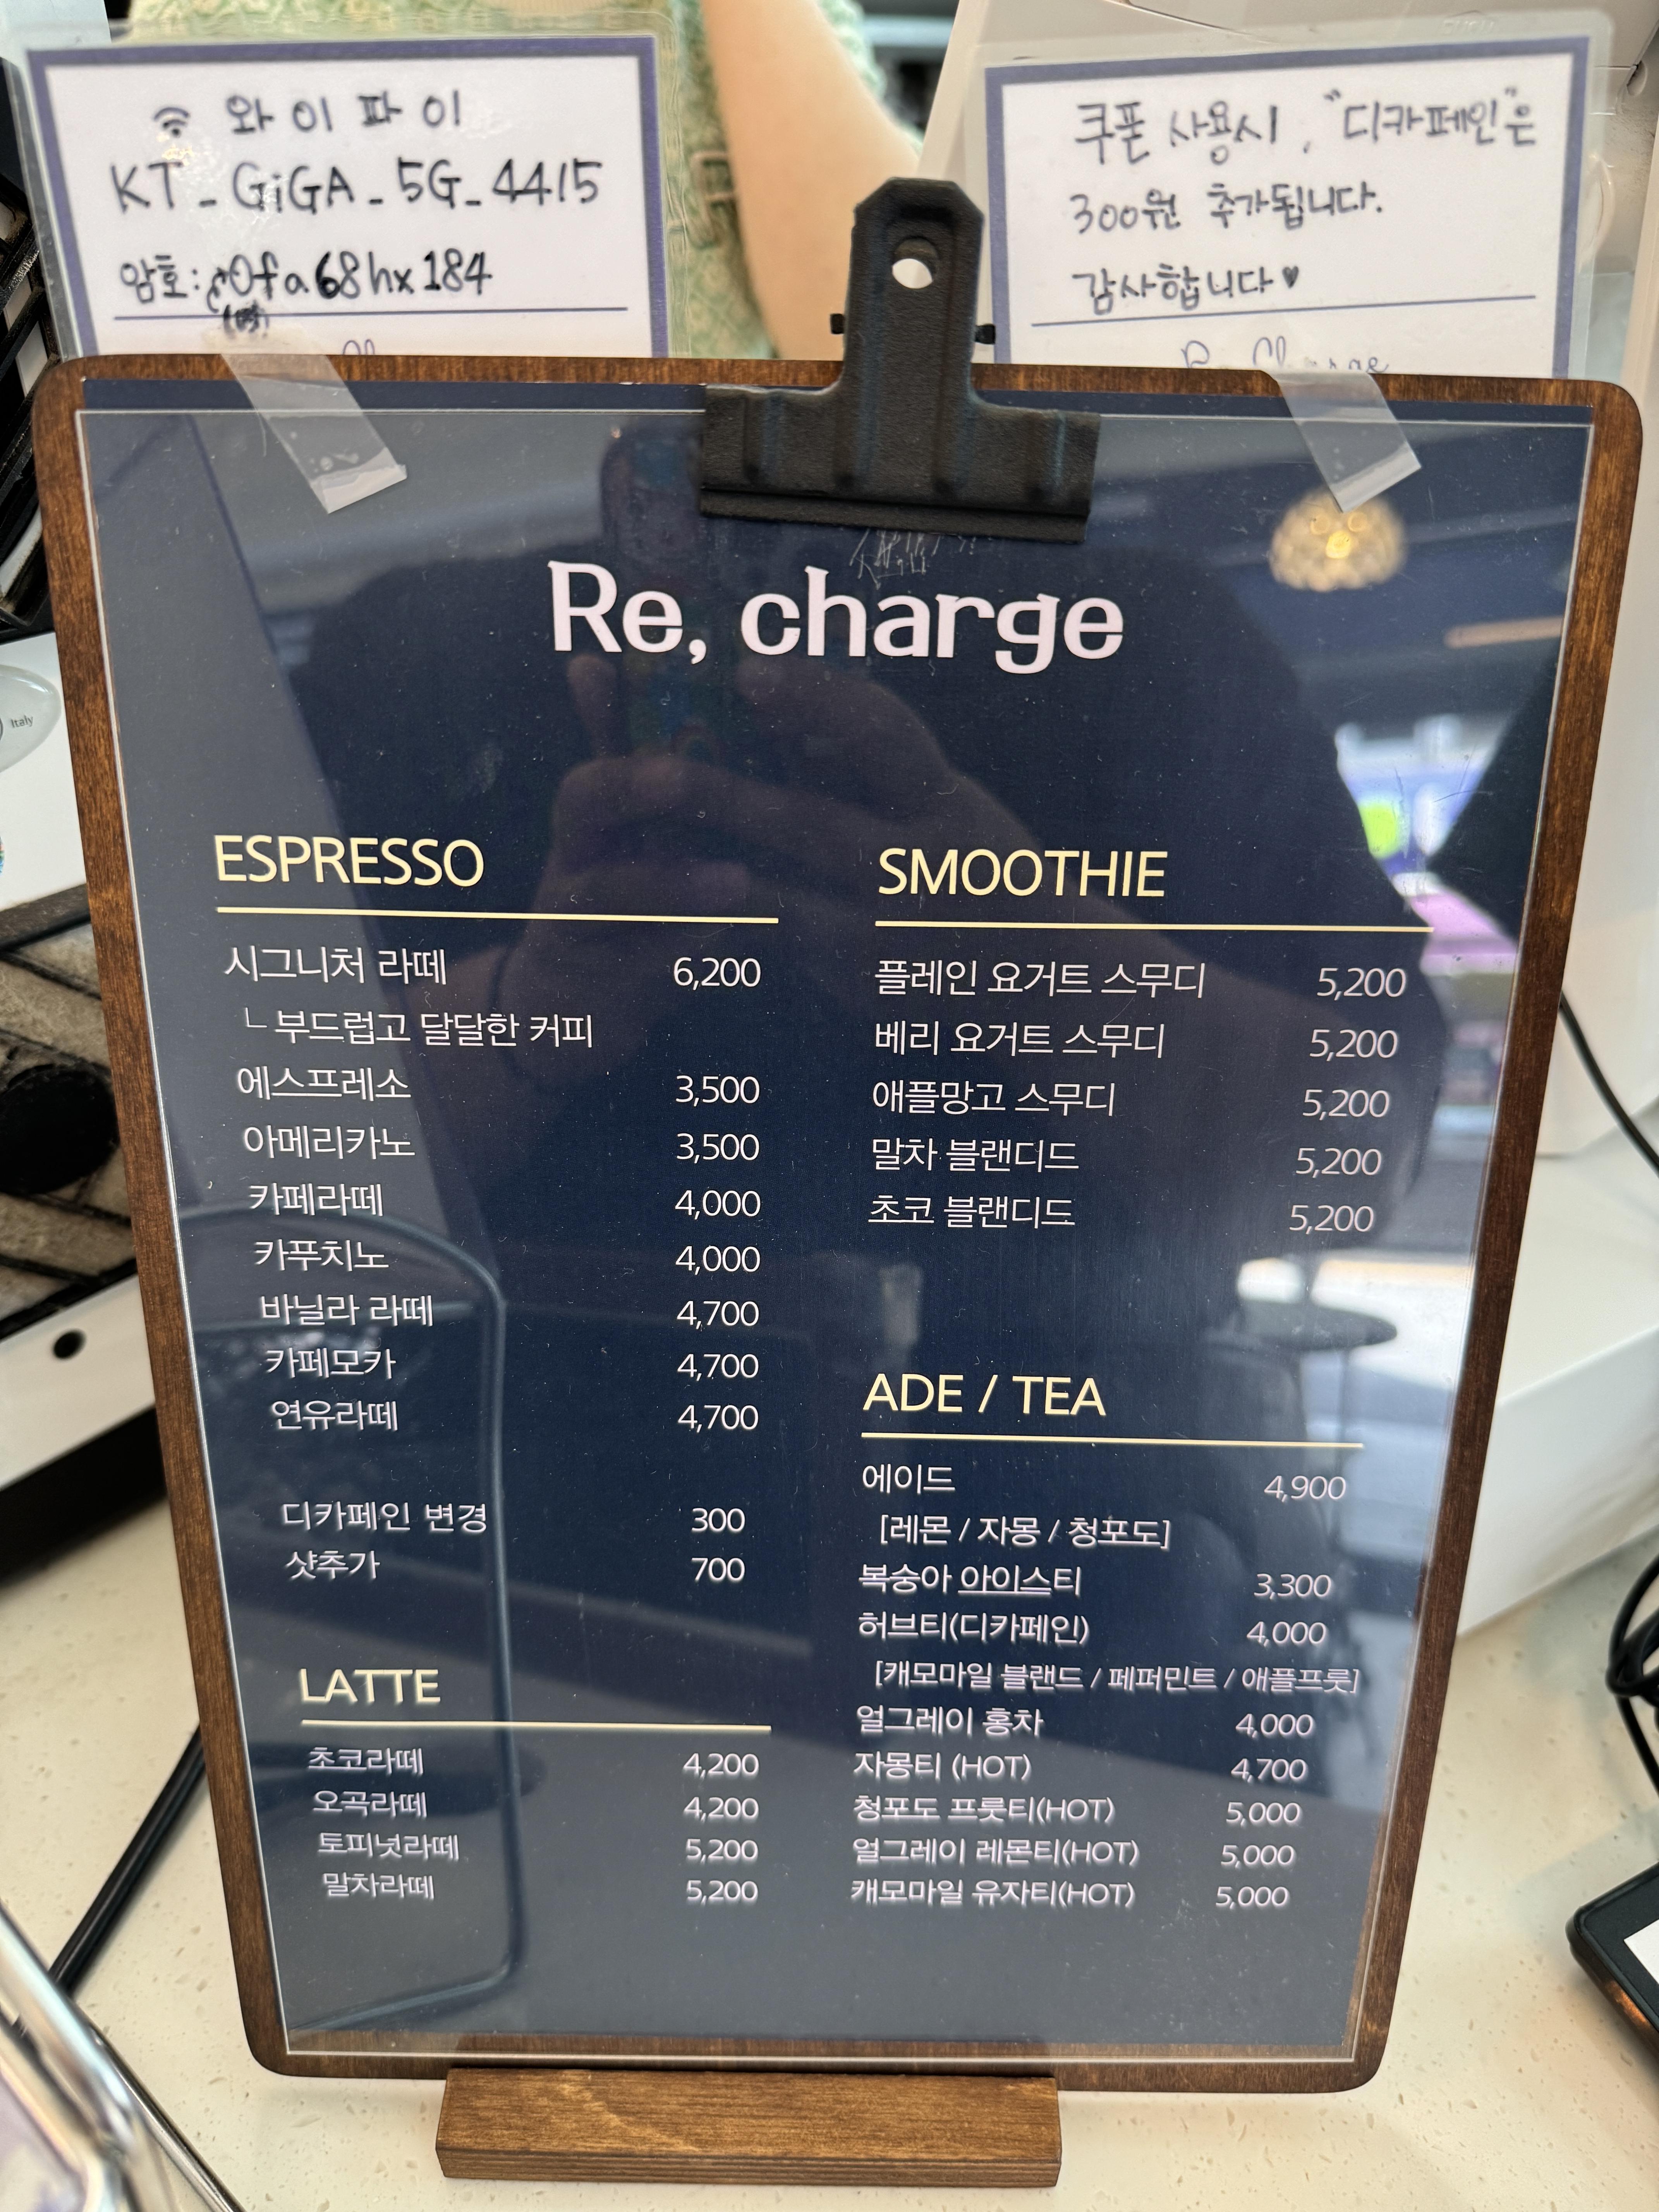 와이파이
KT_GiGA_5G_4415
암호:
쿠폰 사용시, "디카페인"은
300원 추가됩니다.
감사합니다♥
Re, charge
ESPRESSO
시그니처 라떼 6,200
└ 부드럽고 달달한 커피
에스프레소 3,500
아메리카노 3,500
카페라떼 4,000
카푸치노 4,000
바닐라 라떼 4,700
카페모카 4,700
연유라떼 4,700
디카페인 변경 300
샷추가 700
LATTE
초코라떼 4,200
오곡라떼 4,200
토피넛라떼 5,200
말차라떼 5,200
SMOOTHIE
플레인 요거트 스무디 5,200
베리 요거트 스무디 5,200
애플망고 스무디 5,200
말차 블랜디드 5,200
초코 블랜디드 5,200
ADE / TEA
에이드 4,900
[레몬 / 자몽 / 청포도]
복숭아 아이스티 3,300
허브티(디카페인) 4,000
[캐모마일 블랜드 / 페퍼민트 / 애플프룻]
얼그레이 홍차 4,000
자몽티 (HOT) 4,700
청포도 프룻티(HOT) 5,000
얼그레이 레몬티(HOT) 5,000
캐모마일 유자티(HOT) 5,000
Italy